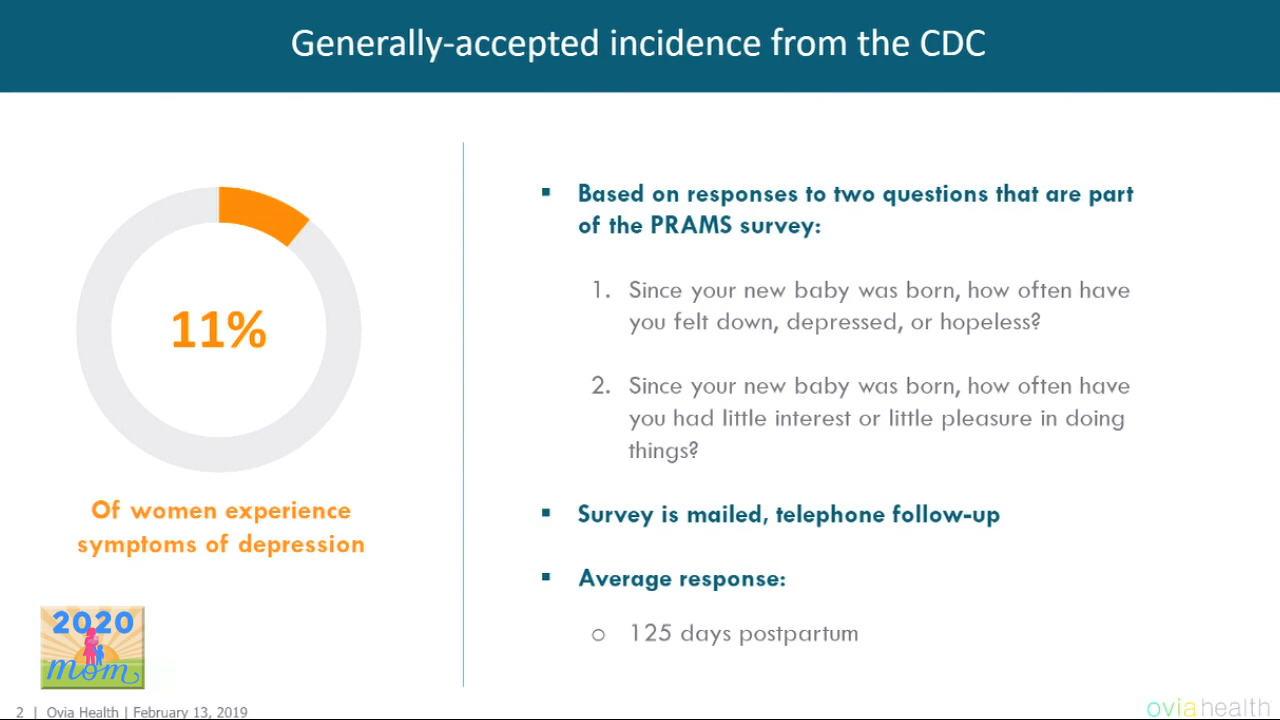 Generally-accepted incidence from the CDC
11%
Of women experience
symptoms of depression
▪ Based on responses to two questions that are part
of the PRAMS survey:
1. Since your new baby was born, how often have
you felt down, depressed, or hopeless?
2. Since your new baby was born, how often have
you had little interest or little pleasure in doing
things?
▪ Survey is mailed, telephone follow-up
▪ Average response:
o 125 days postpartum
2020
mom
2 | Ovia Health | February 13, 2019
oviahealth